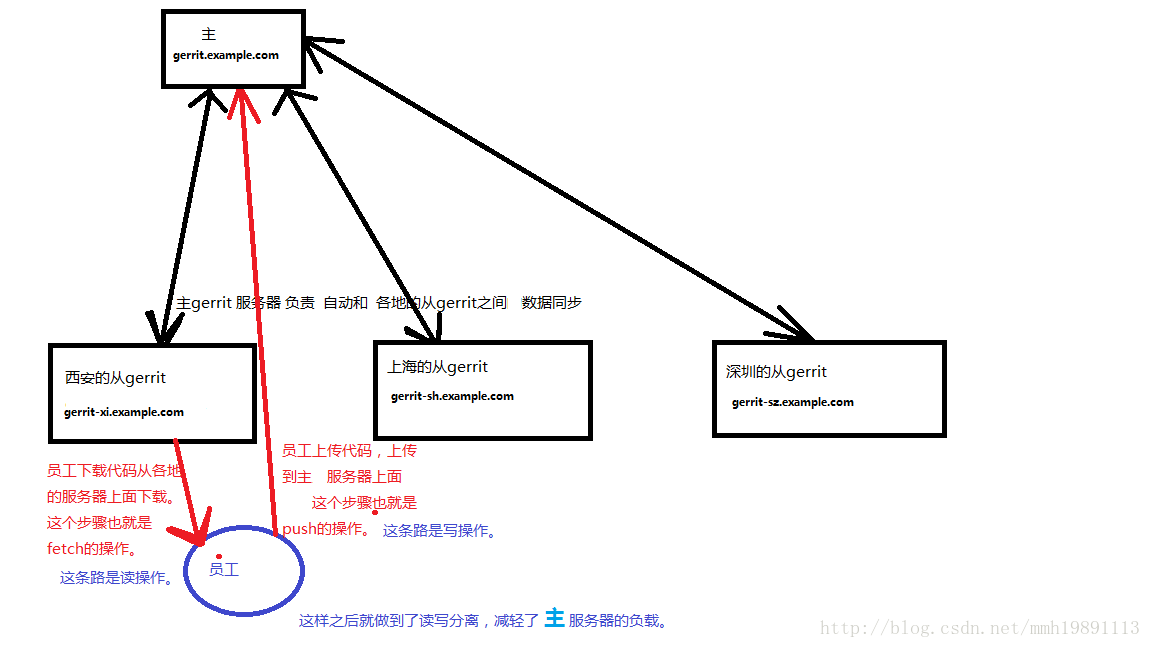 主
gerrit.example.com
主gerrit 服务器 负责 自动和 各地的从gerrit之间 数据同步
西安的从gerrit
gerrit-xi.example.com
上海的从gerrit
gerrit-sh.example.com
深圳的从gerrit
gerrit-sz.example.com
员工下载代码从各地
的服务器上面下载。
这个步骤也就是
fetch的操作。
这条路是读操作。
员工上传代码，上传
到主 服务器上面
这个步骤也就是
push的操作。 这条路是写操作。
员工
这样之后就做到了读写分离，减轻了 主 服务器的负载。
http://blog.csdn.net/mmh19891113